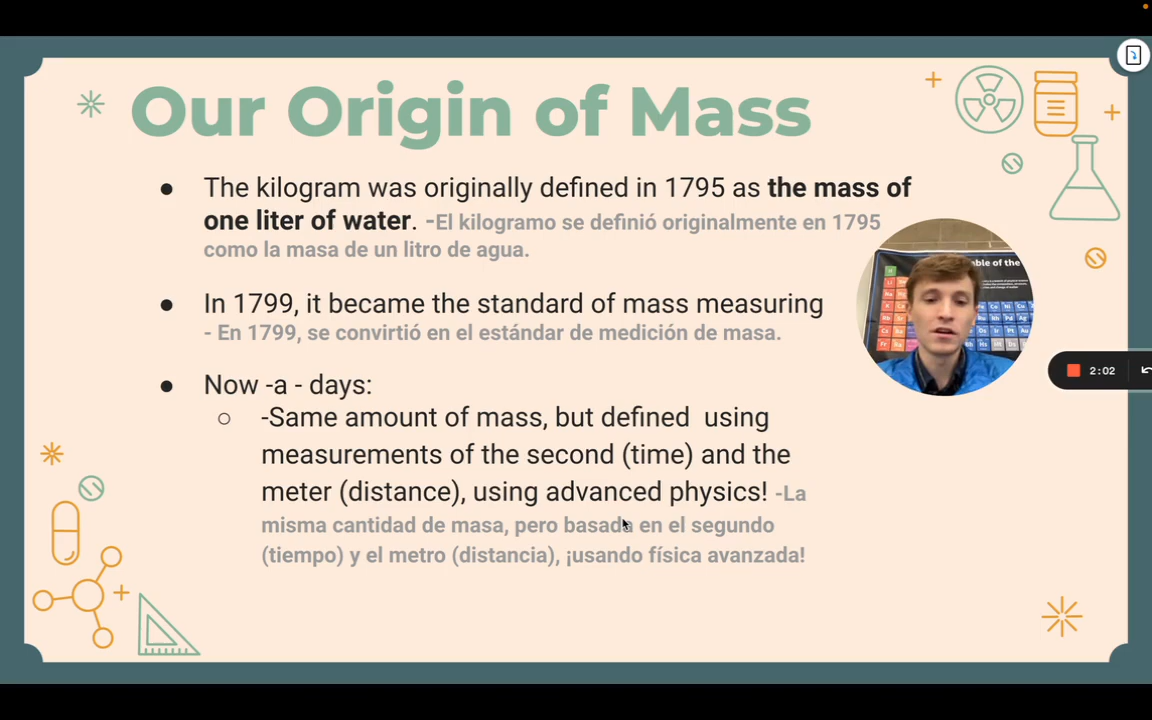 Our Origin of Mass
● The kilogram was originally defined in 1795 as the mass of
one liter of water. -El kilogramo se definió originalmente en 1795
como la masa de un litro de agua.
● In 1799, it became the standard of mass measuring
- En 1799, se convirtió en el estándar de medición de masa.
● Now -a - days:
○ -Same amount of mass, but defined using
measurements of the second (time) and the
meter (distance), using advanced physics! -La
misma cantidad de masa, pero basada en el segundo
(tiempo) y el metro (distancia), ¡usando física avanzada!
ble of the
2:02